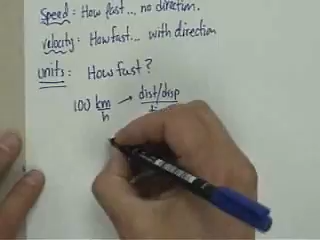 Speed: How fast... no direction.
velocity: How fast... with direction
units: How fast?
100 km/h → dist/disp